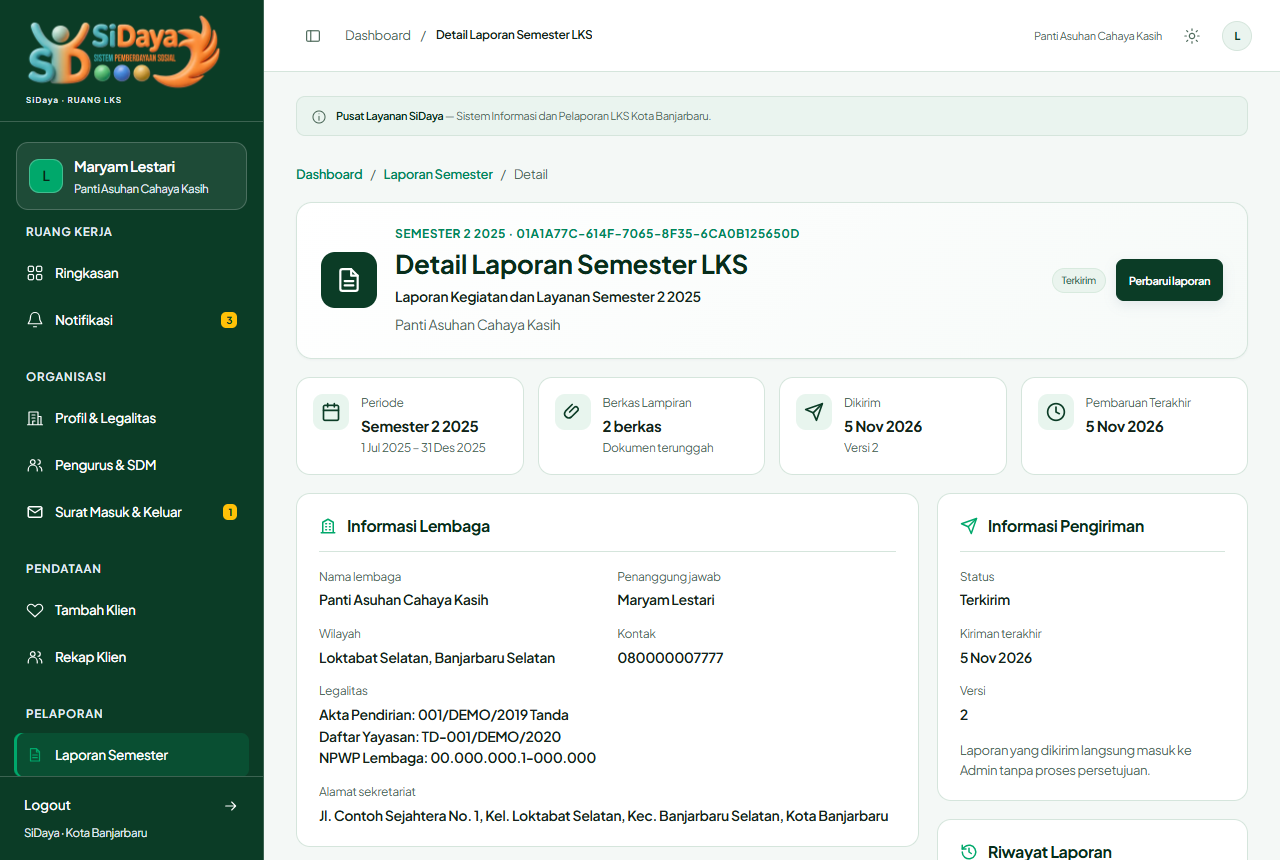 SiDaya
SISTEM PEMBERDAYAAN SOSIAL
SD
SiDaya · RUANG LKS
L
Maryam Lestari
Panti Asuhan Cahaya Kasih
RUANG KERJA
Ringkasan
Notifikasi
3
ORGANISASI
Profil & Legalitas
Pengurus & SDM
Surat Masuk & Keluar
1
PENDATAAN
Tambah Klien
Rekap Klien
PELAPORAN
Laporan Semester
Logout
SiDaya · Kota Banjarbaru
Dashboard / Detail Laporan Semester LKS
Panti Asuhan Cahaya Kasih
L
Pusat Layanan SiDaya — Sistem Informasi dan Pelaporan LKS Kota Banjarbaru.
Dashboard / Laporan Semester / Detail
SEMESTER 2 2025 · 01A1A77C-614F-7065-8F35-6CA0B125650D
Detail Laporan Semester LKS
Laporan Kegiatan dan Layanan Semester 2 2025
Panti Asuhan Cahaya Kasih
Terkirim
Perbarui laporan
Periode
Semester 2 2025
1 Jul 2025 – 31 Des 2025
Berkas Lampiran
2 berkas
Dokumen terunggah
Dikirim
5 Nov 2026
Versi 2
Pembaruan Terakhir
5 Nov 2026
Informasi Lembaga
Nama lembaga
Panti Asuhan Cahaya Kasih
Penanggung jawab
Maryam Lestari
Wilayah
Loktabat Selatan, Banjarbaru Selatan
Kontak
080000007777
Legalitas
Akta Pendirian: 001/DEMO/2019 Tanda
Daftar Yayasan: TD-001/DEMO/2020
NPWP Lembaga: 00.000.000.1-000.000
Alamat sekretariat
Jl. Contoh Sejahtera No. 1, Kel. Loktabat Selatan, Kec. Banjarbaru Selatan, Kota Banjarbaru
Informasi Pengiriman
Status
Terkirim
Kiriman terakhir
5 Nov 2026
Versi
2
Laporan yang dikirim langsung masuk ke
Admin tanpa proses persetujuan.
Riwayat Laporan